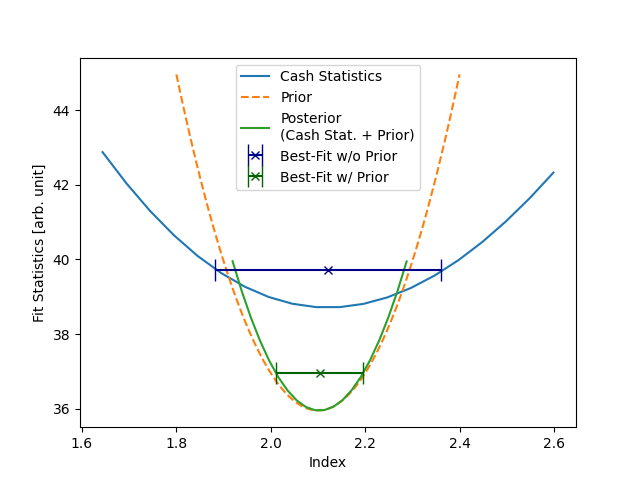 Cash Statistics
Prior
Posterior
(Cash Stat. + Prior)
Best-Fit w/o Prior
Best-Fit w/ Prior
Fit Statistics [arb. unit]
44
42
40
38
36
1.6 1.8 2.0 2.2 2.4 2.6
Index